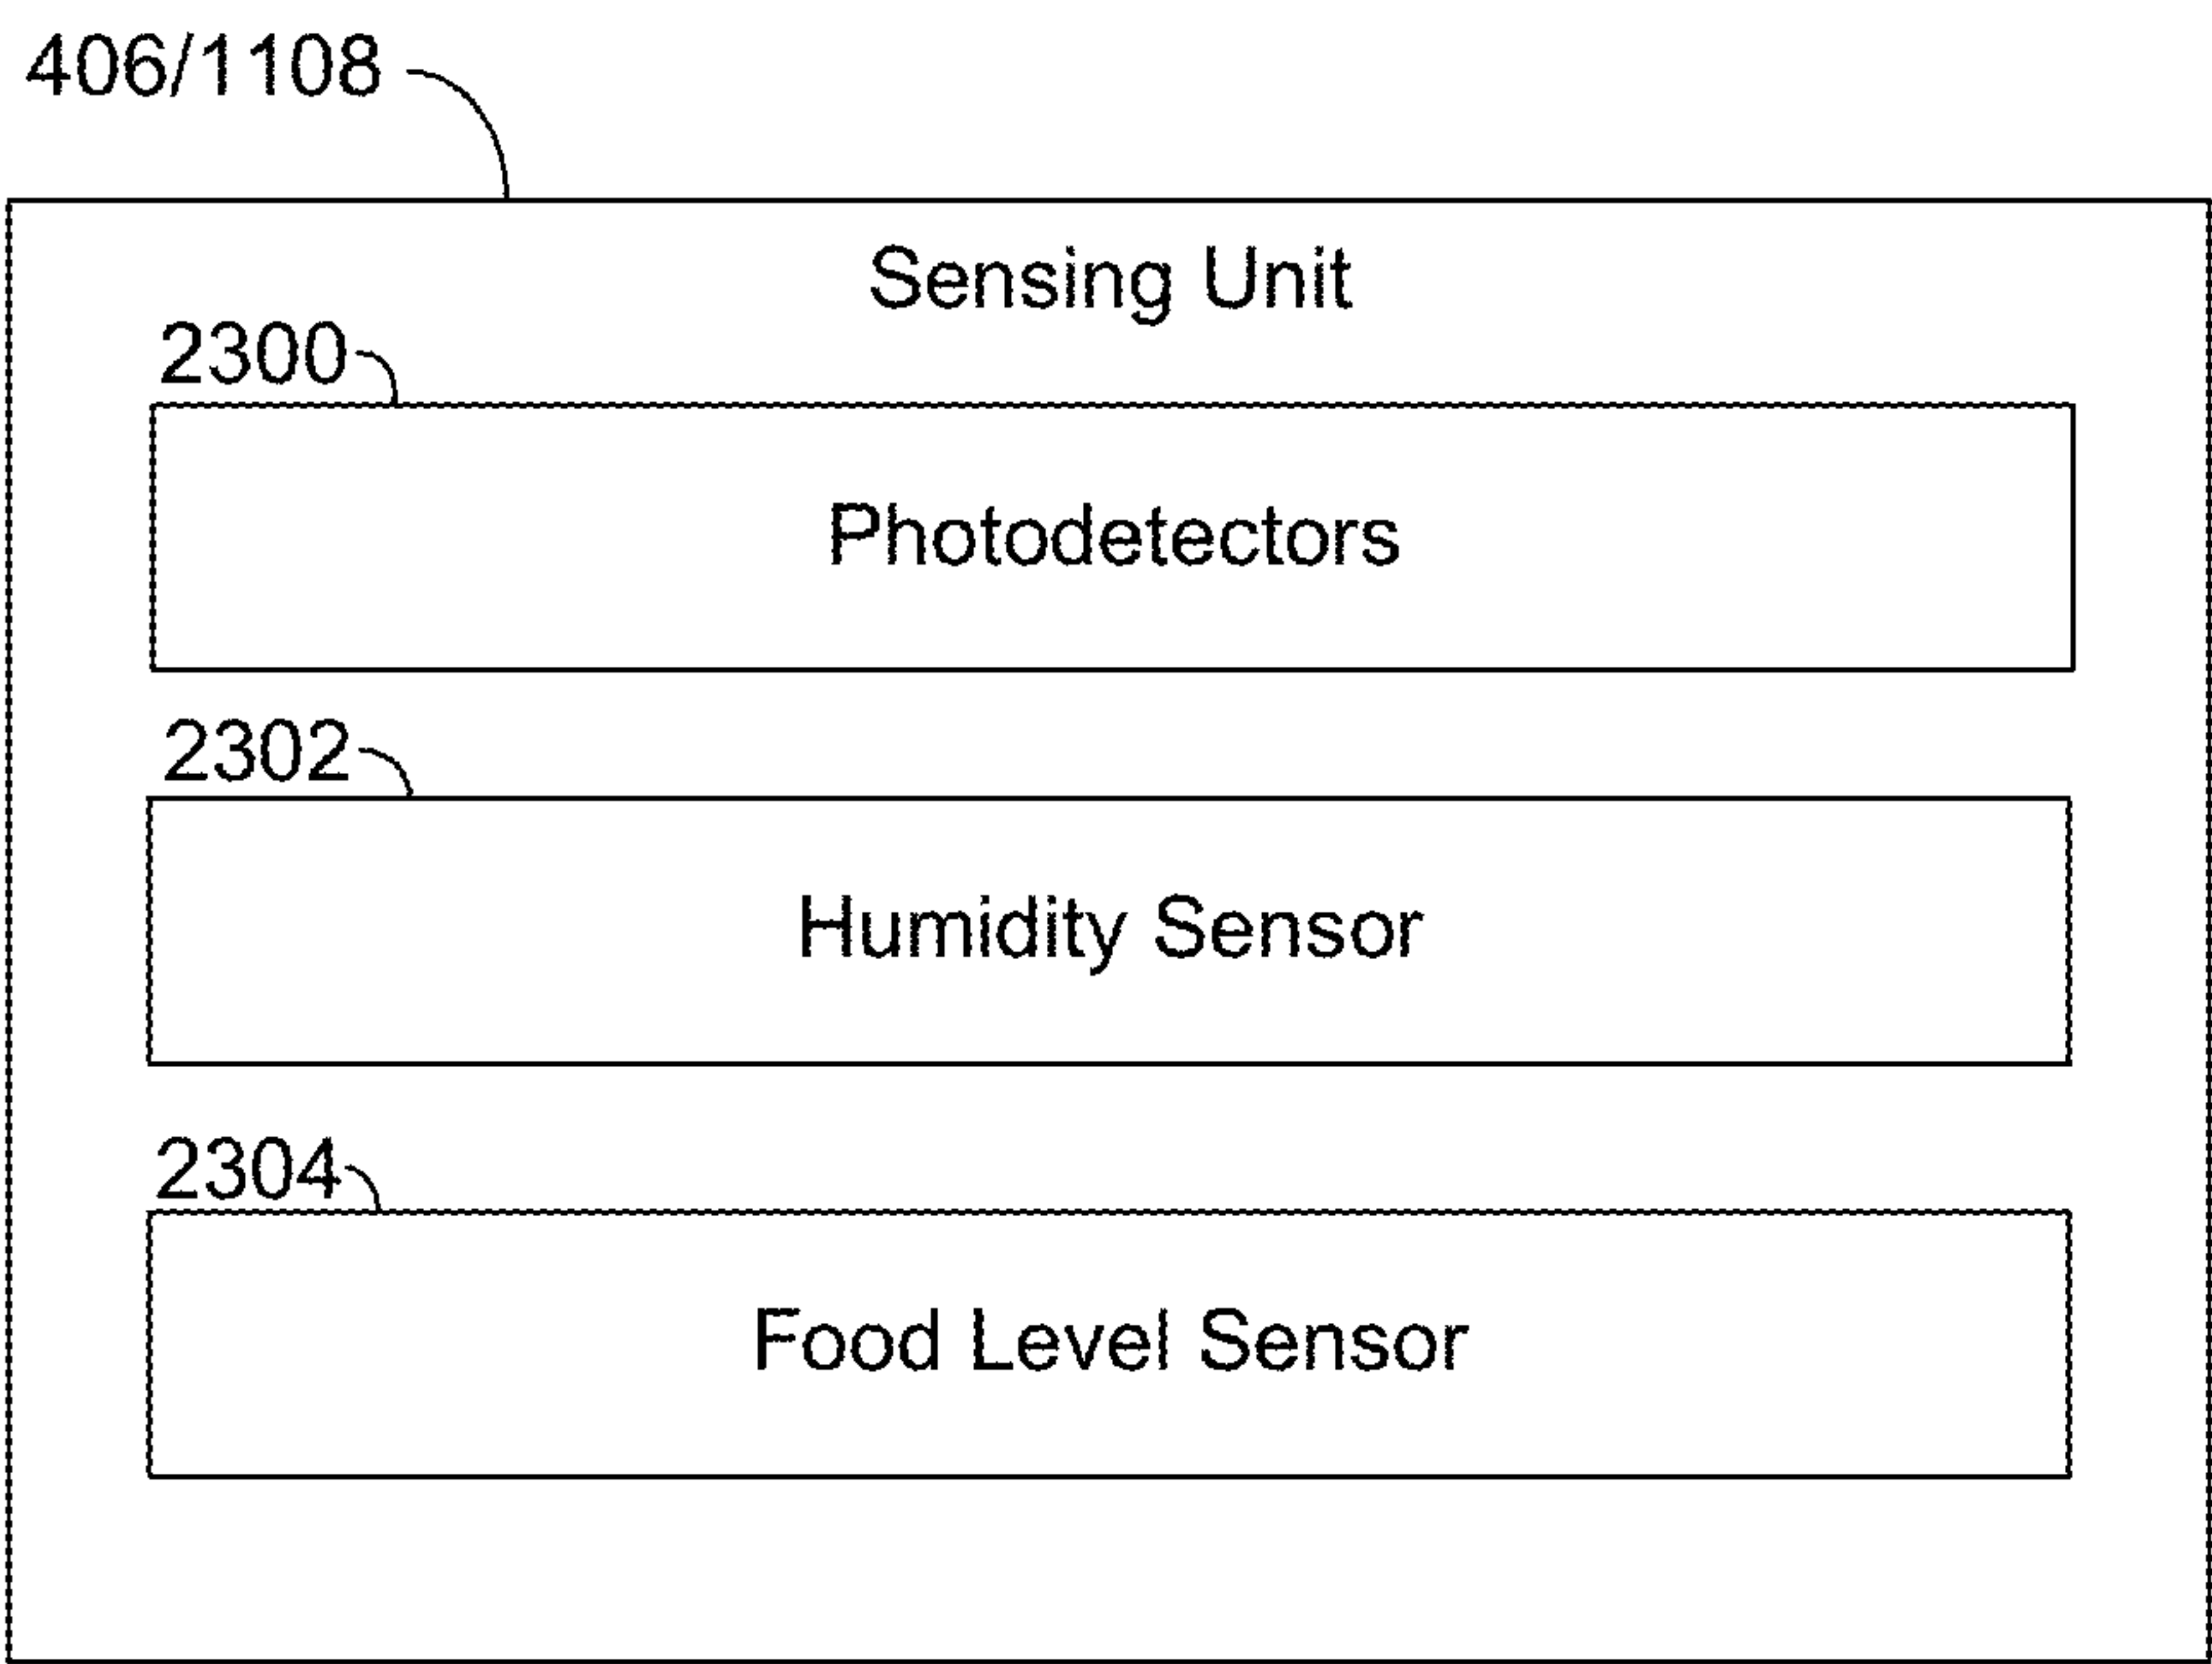 406/1108
Sensing Unit
2300
Photodetectors
2302
Humidity Sensor
2304
Food Level Sensor